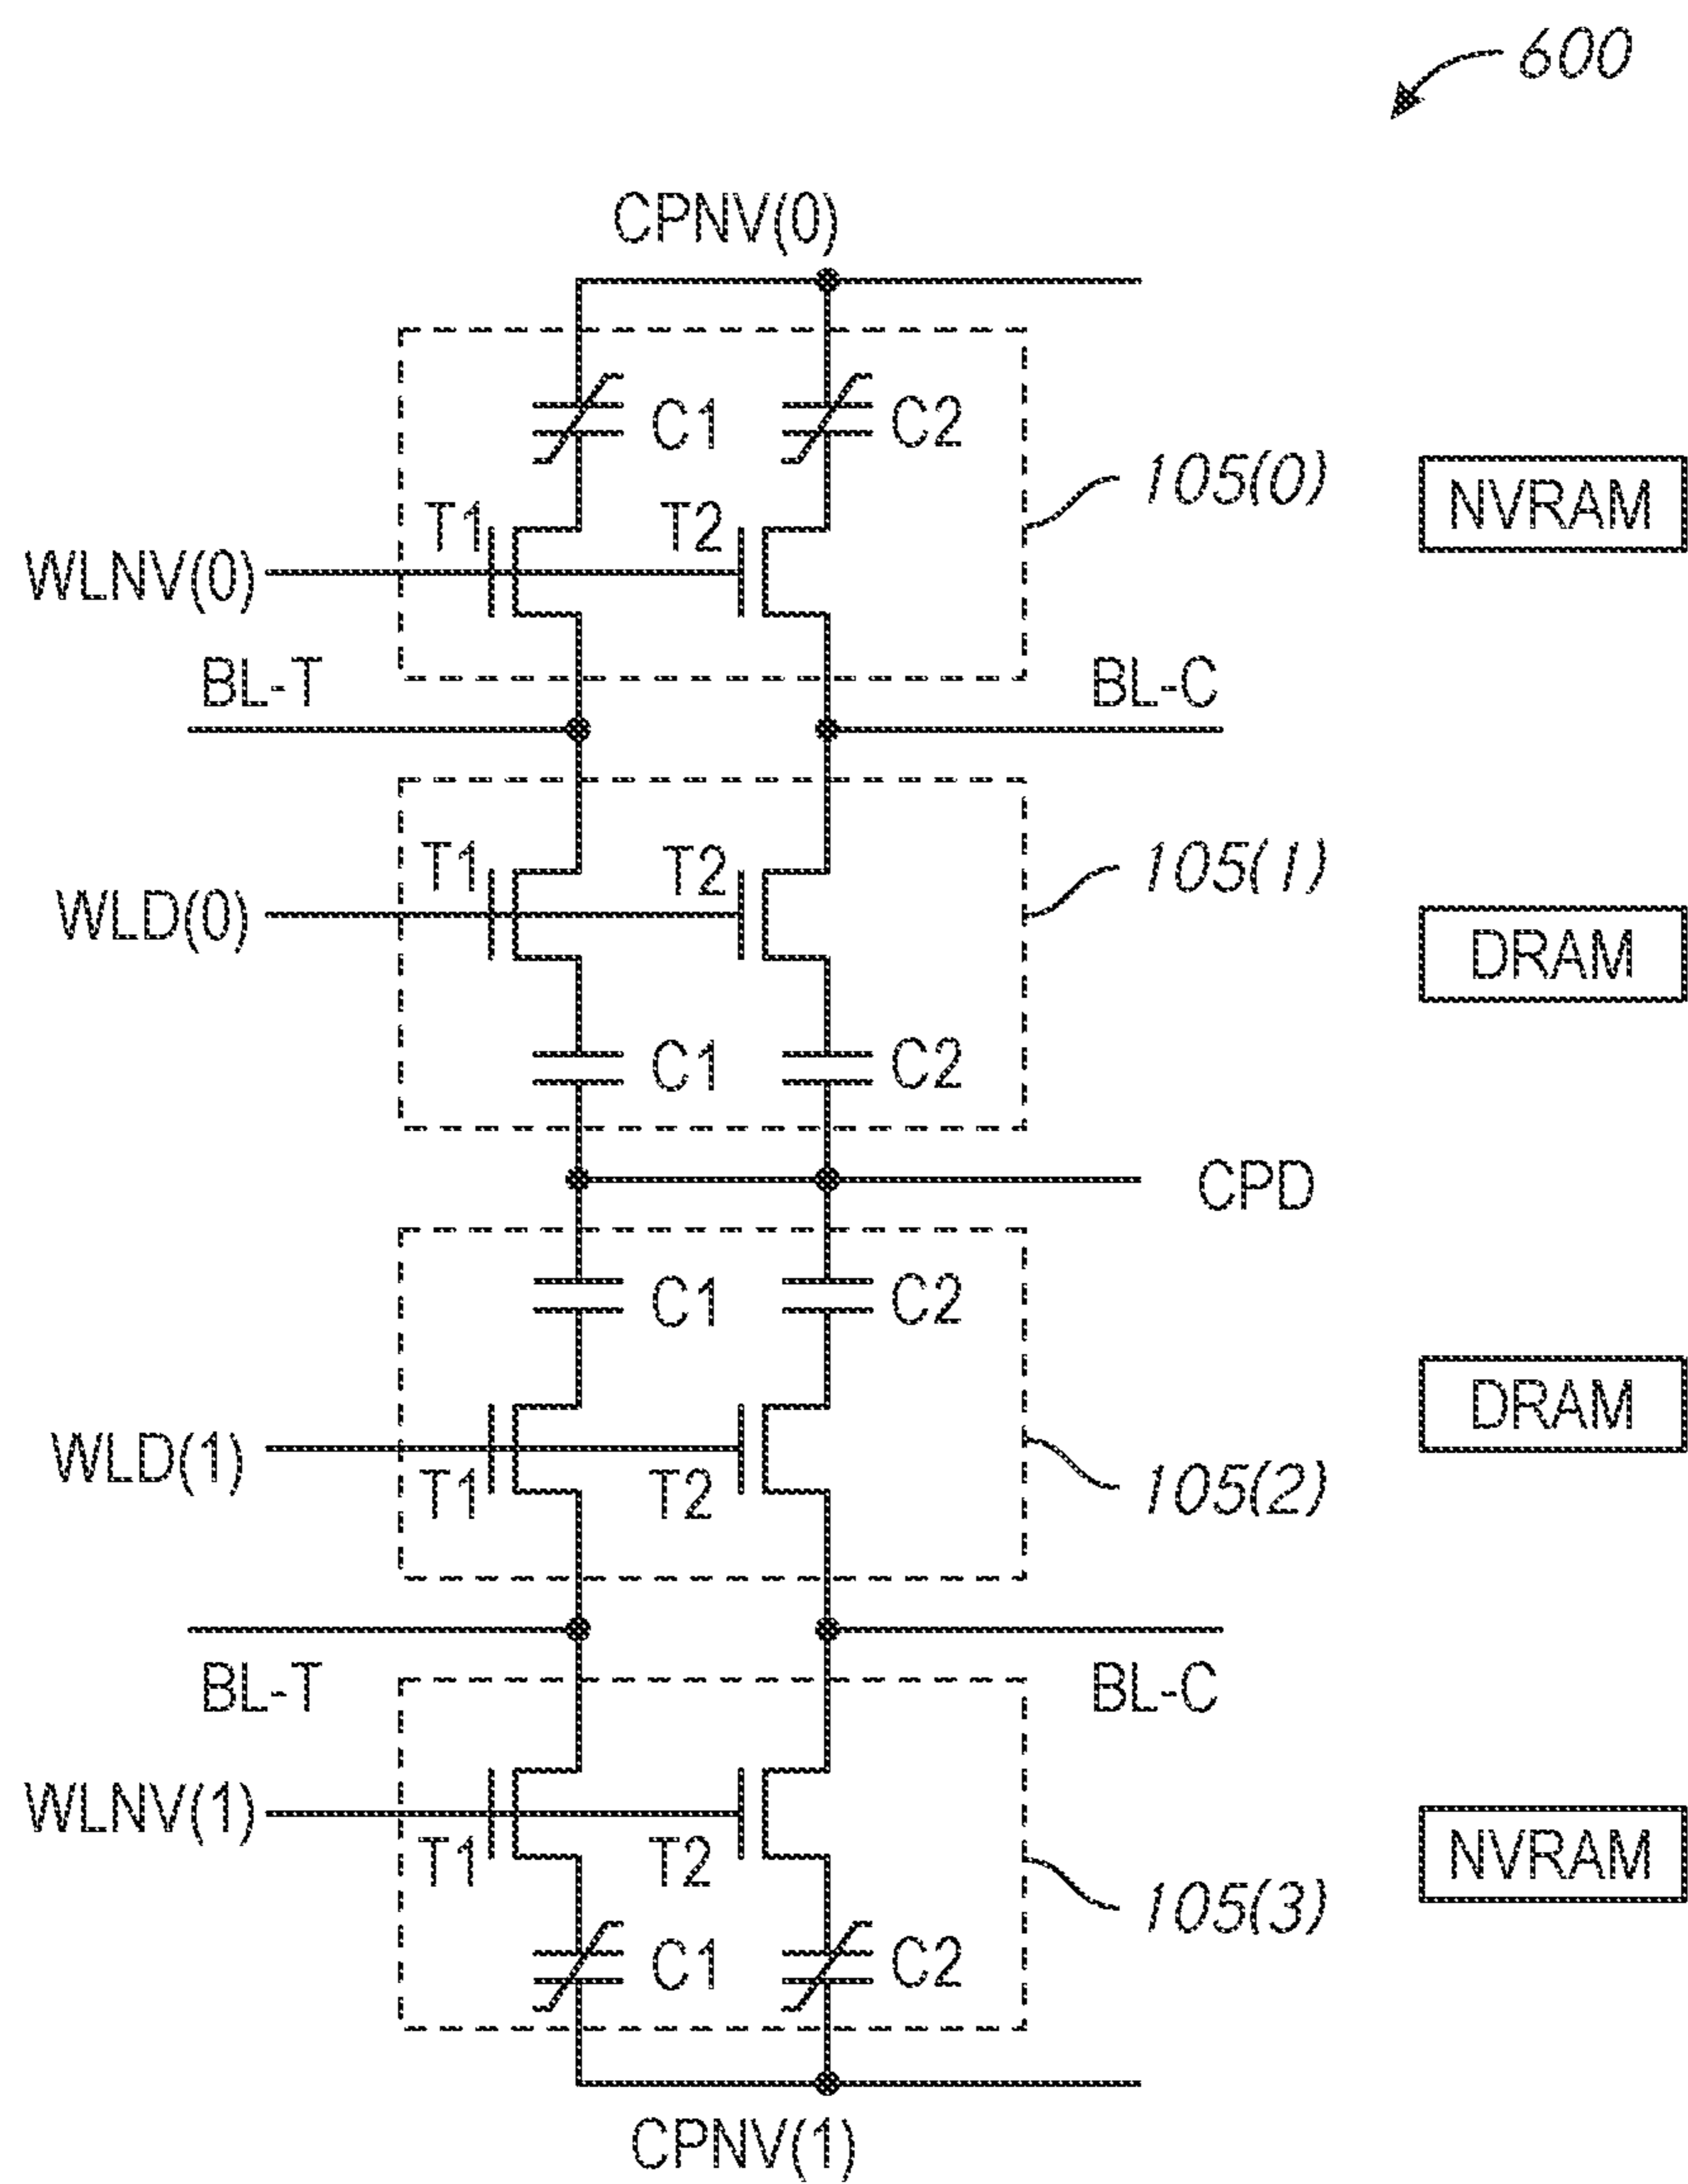 600
CPNV(0)
C1 C2
105(0) NVRAM
T1 T2
WLNV(0)
BL-T BL-C
T1 T2 105(1)
WLD(0) DRAM
C1 C2
CPD
C1 C2
DRAM
WLD(1)
T1 T2 105(2)
BL-T BL-C
WLNV(1) NVRAM
T1 T2
105(3)
C1 C2
CPNV(1)